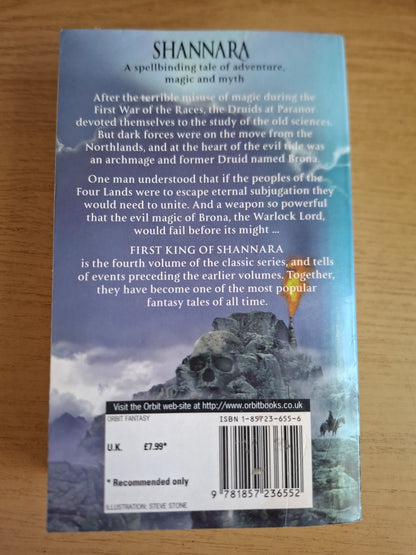 SHANNARA
A spellbinding tale of adventure,
magic and myth
After the terrible misuse of magic during the
First War of the Races, the Druids at Paranor
devoted themselves to the study of the old sciences.
But dark forces were on the move from the
Northlands, and at the heart of the evil tide was
an archmage and former Druid named Brona.
One man understood that if the peoples of the
Four Lands were to escape eternal subjugation they
would need to unite. And a weapon so powerful
that the evil magic of Brona, the Warlock Lord,
would fail before its might ...
FIRST KING OF SHANNARA
is the fourth volume of the classic series, and tells
of events preceding the earlier volumes. Together,
they have become one of the most popular
fantasy tales of all time.
Visit the Orbit web-site at http://www.orbitbooks.co.uk
ORBIT FANTASY
U.K. £7.99*
* Recommended only
ILLUSTRATION: STEVE STONE
ISBN 1-85723-655-6
9 781857 236552